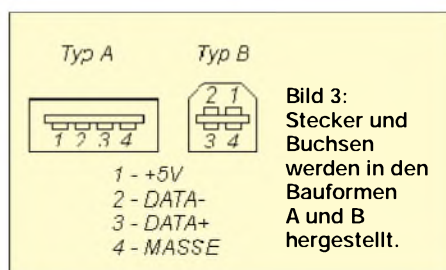 Typ A
Typ B
1 2 3 4
2 1
3 4
1 - +5V
2 - DATA-
3 - DATA+
4 - MASSE
Bild 3:
Stecker und
Buchsen
werden in den
Bauformen
A und B
hergestellt.